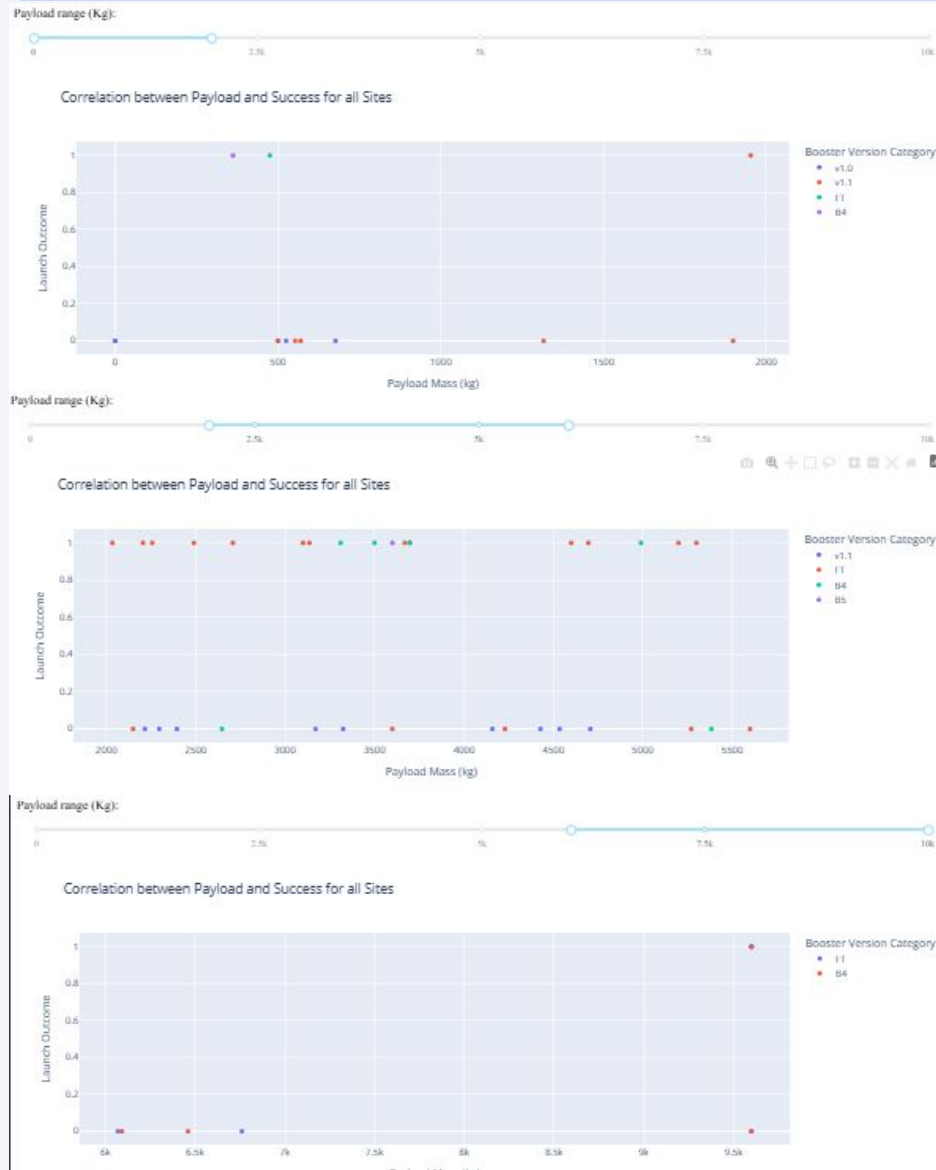 Payload range (Kg):
0 2.5k 5k 7.5k 10k
Correlation between Payload and Success for all Sites
Booster Version Category
v1.0
v1.1
FT
B4
1
0.8
0.6
0.4
0.2
0
Launch Outcome
0 500 1000 1500 2000
Payload Mass (kg)
Payload range (Kg):
0 2.5k 5k 7.5k 10k
Correlation between Payload and Success for all Sites
Booster Version Category
v1.1
FT
B4
B5
1
0.8
0.6
0.4
0.2
0
Launch Outcome
2000 2500 3000 3500 4000 4500 5000 5500
Payload Mass (kg)
Payload range (Kg):
0 2.5k 5k 7.5k 10k
Correlation between Payload and Success for all Sites
Booster Version Category
FT
B4
1
0.8
0.6
0.4
0.2
0
Launch Outcome
6k 6.5k 7k 7.5k 8k 8.5k 9k 9.5k